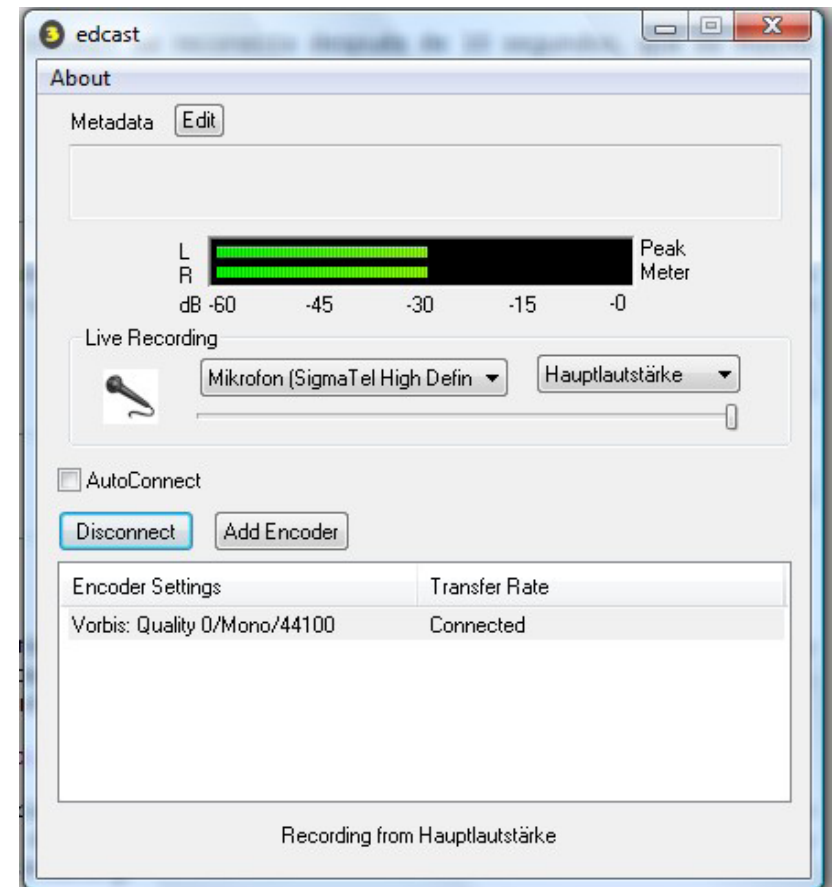 edcast
About
Metadata Edit
L Peak
R Meter
dB -60 -45 -30 -15 -0
Live Recording
Mikrofon (SigmaTel High Defin Hauptlautstärke
AutoConnect
Disconnect Add Encoder
Encoder Settings Transfer Rate
Vorbis: Quality 0/Mono/44100 Connected
Recording from Hauptlautstärke